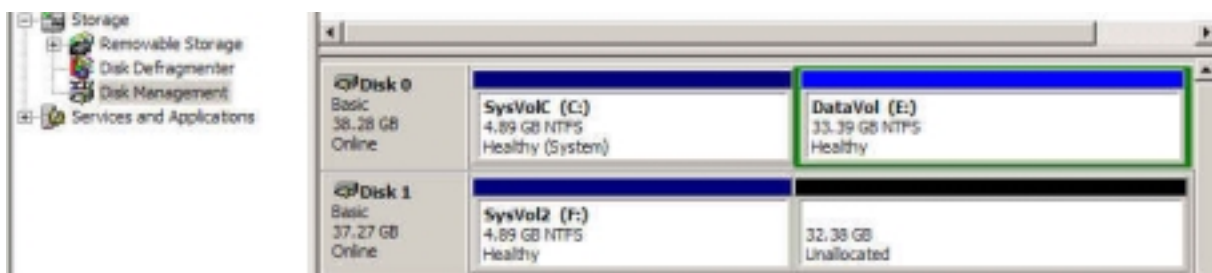 Storage
Removable Storage
Disk Defragmenter
Disk Management
Services and Applications
Disk 0
Basic
38.28 GB
Online
SysVolC (C:)
4.89 GB NTFS
Healthy (System)
DataVol (E:)
33.39 GB NTFS
Healthy
Disk 1
Basic
37.27 GB
Online
SysVol2 (F:)
4.89 GB NTFS
Healthy
32.38 GB
Unallocated